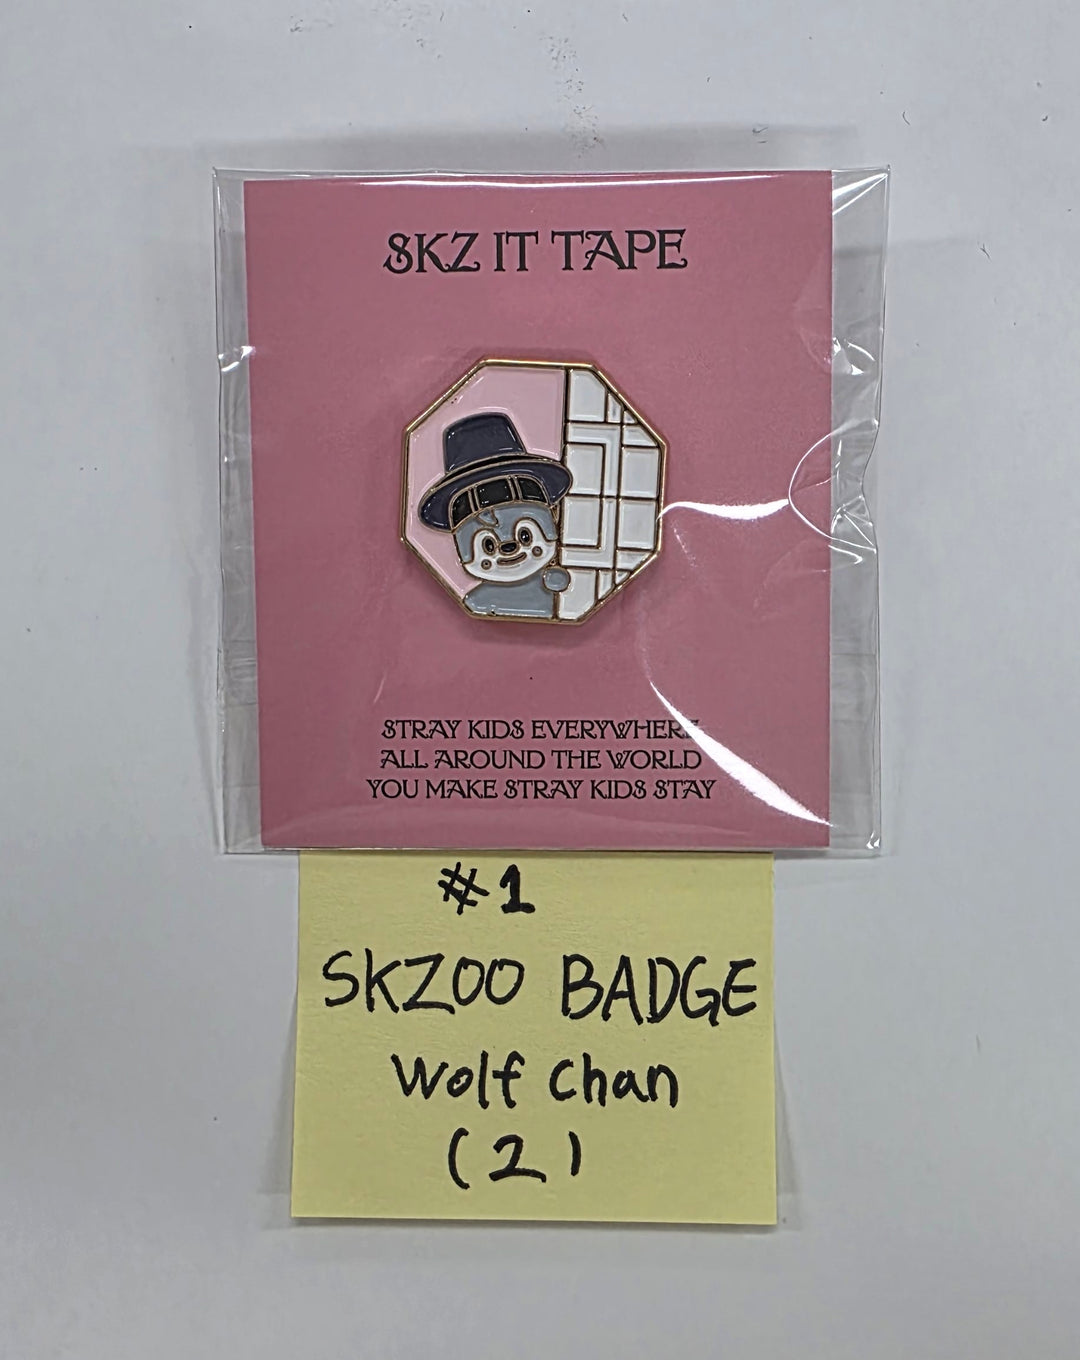 SKZ IT TAPE
STRAY KIDS EVERYWHERE
ALL AROUND THE WORLD
YOU MAKE STRAY KIDS STAY
#1
SKZOO BADGE
Wolf Chan
(2)